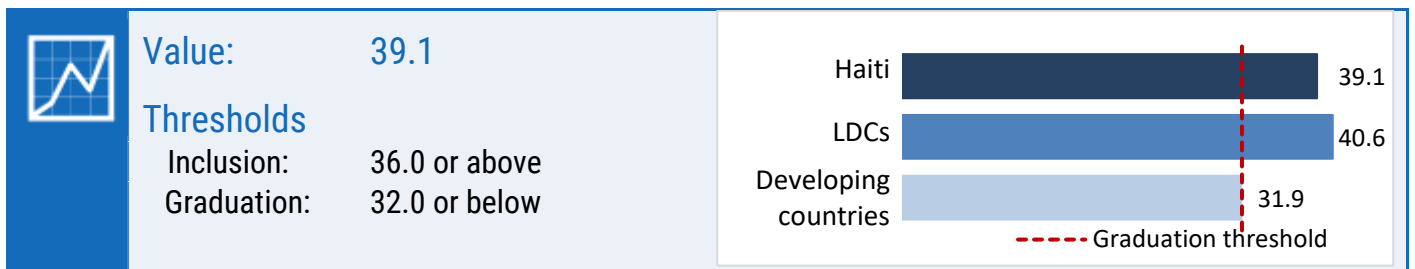 Value: 39.1
Thresholds
Inclusion: 36.0 or above
Graduation: 32.0 or below
Haiti 39.1
LDCs 40.6
Developing
countries 31.9
Graduation threshold